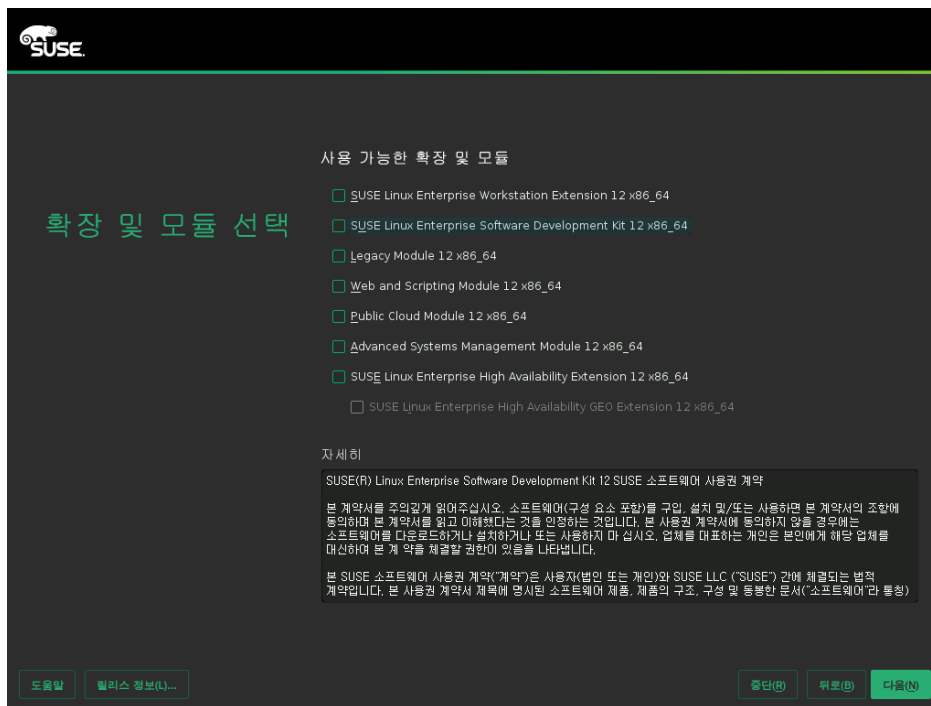 SUSE.
확장 및 모듈 선택
사용 가능한 확장 및 모듈
SUSE Linux Enterprise Workstation Extension 12 x86_64
SUSE Linux Enterprise Software Development Kit 12 x86_64
Legacy Module 12 x86_64
Web and Scripting Module 12 x86_64
Public Cloud Module 12 x86_64
Advanced Systems Management Module 12 x86_64
SUSE Linux Enterprise High Availability Extension 12 x86_64
SUSE Linux Enterprise High Availability GEO Extension 12 x86_64
자세히
SUSE(R) Linux Enterprise Software Development Kit 12 SUSE 소프트웨어 사용권 계약
본 계약서를 주의깊게 읽어주십시오. 소프트웨어(구성 요소 포함)를 구입, 설치 및/또는 사용하면 본 계약서의 조항에
동의하며 본 계약서를 읽고 이해했다는 것을 인정하는 것입니다. 본 사용권 계약서에 동의하지 않을 경우에는
소프트웨어를 다운로드하거나 설치하거나 또는 사용하지 마 십시오. 업체를 대표하는 개인은 본인에게 해당 업체를
대신하여 본 계 약을 체결할 권한이 있음을 나타냅니다.
본 SUSE 소프트웨어 사용권 계약("계약")은 사용자(법인 또는 개인)와 SUSE LLC ("SUSE") 간에 체결되는 법적
계약입니다. 본 사용권 계약서 제목에 명시된 소프트웨어 제품, 제품의 구조, 구성 및 동봉한 문서("소프트웨어"라 통칭)
도움말
릴리스 정보(L)...
중단(R)
뒤로(B)
다음(N)